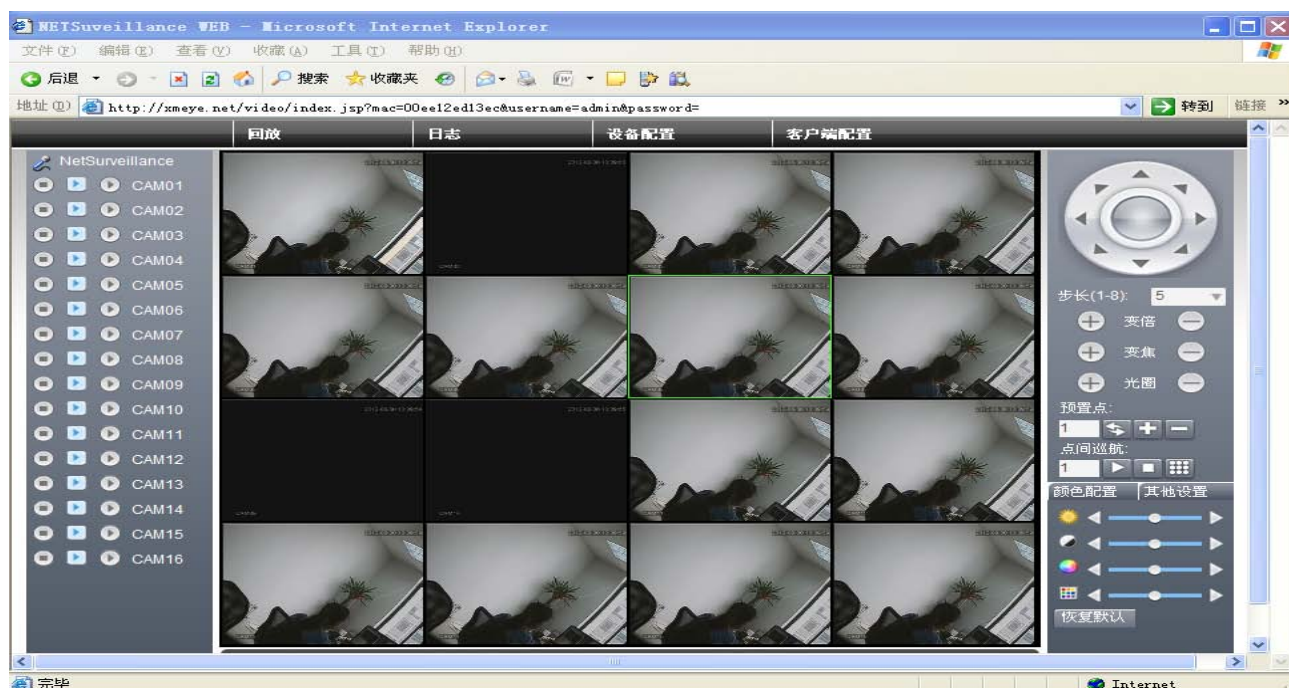 NETSuveillance WEB - Microsoft Internet Explorer
文件(F) 编辑(E) 查看(V) 收藏(A) 工具(T) 帮助(H)
后退 搜索 收藏夹
地址(D) http://xmeye.net/video/index.jsp?mac=00ee12ed13ec&username=admin&password= 转到 链接 »
回放 日志 设备配置 客户端配置
NetSurveillance
CAM01
CAM02
CAM03
CAM04
CAM05
CAM06
CAM07
CAM08
CAM09
CAM10
CAM11
CAM12
CAM13
CAM14
CAM15
CAM16
步长(1-8): 5
变倍
变焦
光圈
预置点:
1
点间巡航:
1
颜色配置 其他设置
恢复默认
完毕 Internet